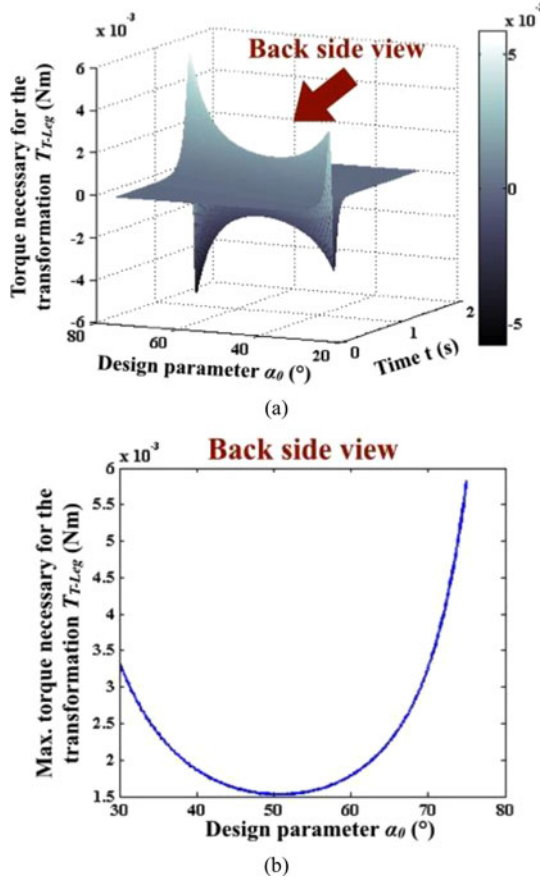 x 10⁻³
x 10⁻³
Back side view
Torque necessary for the
transformation T_T-Leg (Nm)
6
4
2
0
-2
-4
-6
5
0
-5
80
60
40
20
0
1
2
Design parameter α₀ (°)
Time t (s)
(a)
Back side view
x 10⁻³
Max. torque necessary for the
transformation T_T-Leg (Nm)
6
5.5
5
4.5
4
3.5
3
2.5
2
1.5
30
40
50
60
70
80
Design parameter α₀ (°)
(b)